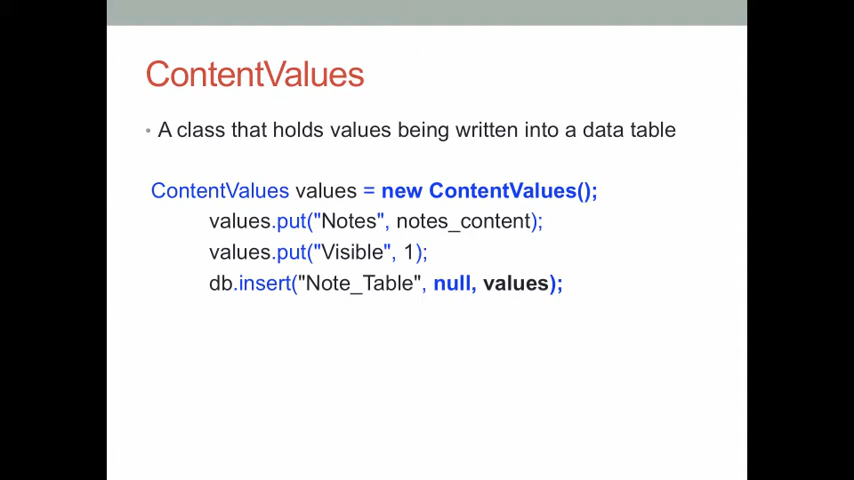 ContentValues
• A class that holds values being written into a data table
ContentValues values = new ContentValues();
values.put("Notes", notes_content);
values.put("Visible", 1);
db.insert("Note_Table", null, values);